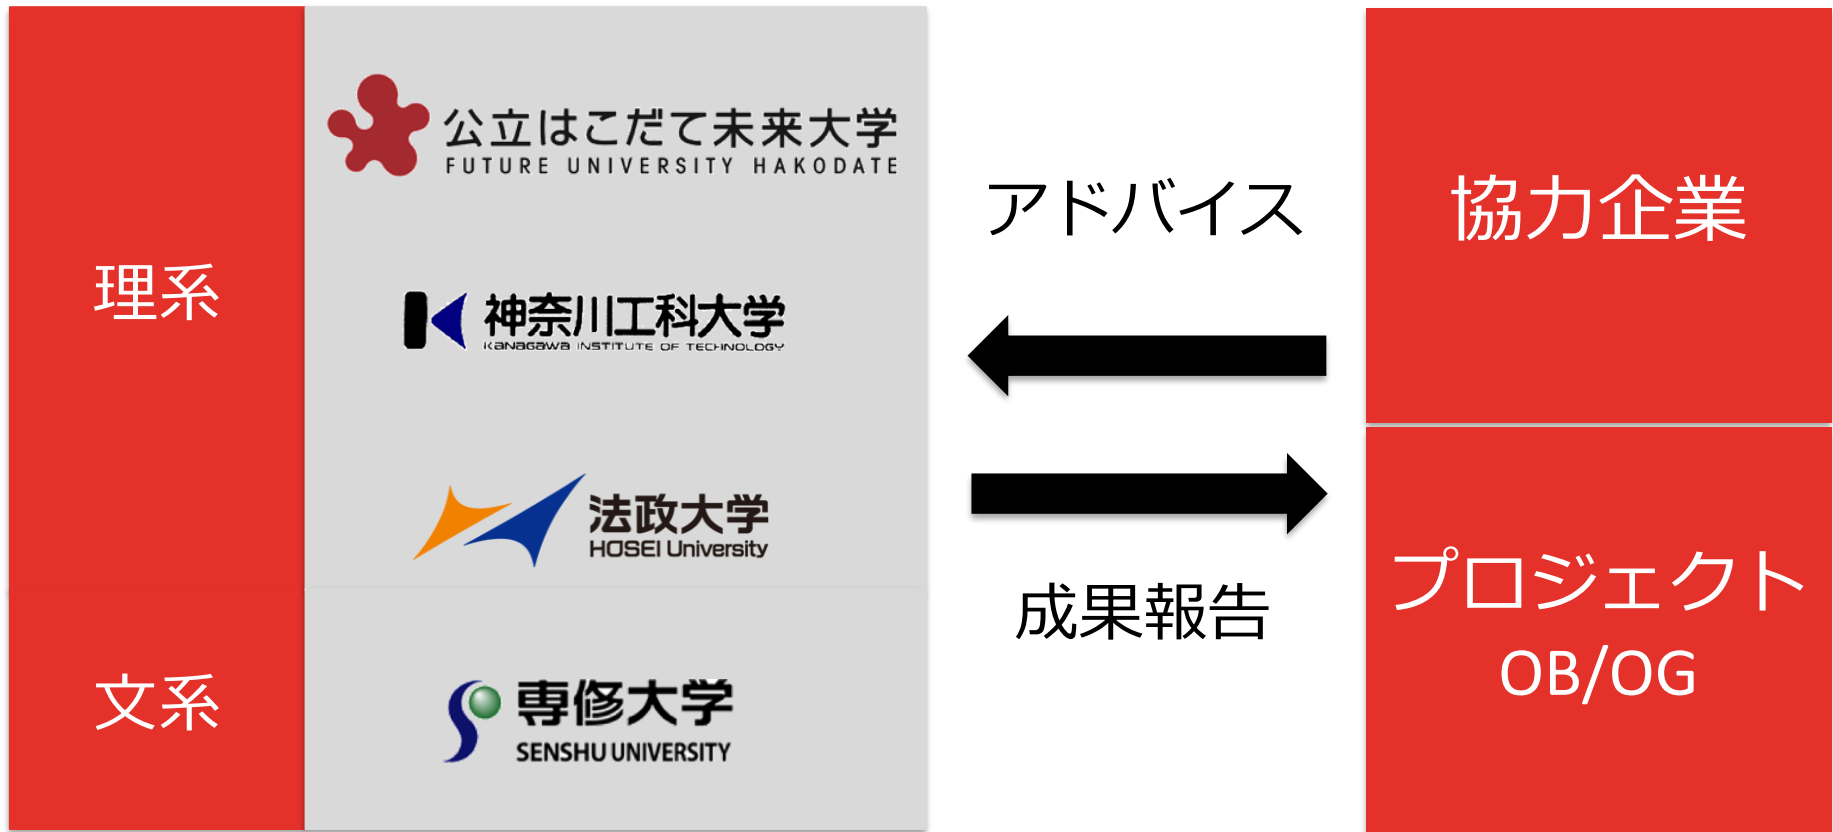 理系
公立はこだて未来大学
FUTURE UNIVERSITY HAKODATE
神奈川工科大学
KANAGAWA INSTITUTE OF TECHNOLOGY
法政大学
HOSEI University
文系
専修大学
SENSHU UNIVERSITY
アドバイス
成果報告
協力企業
プロジェクト
OB/OG